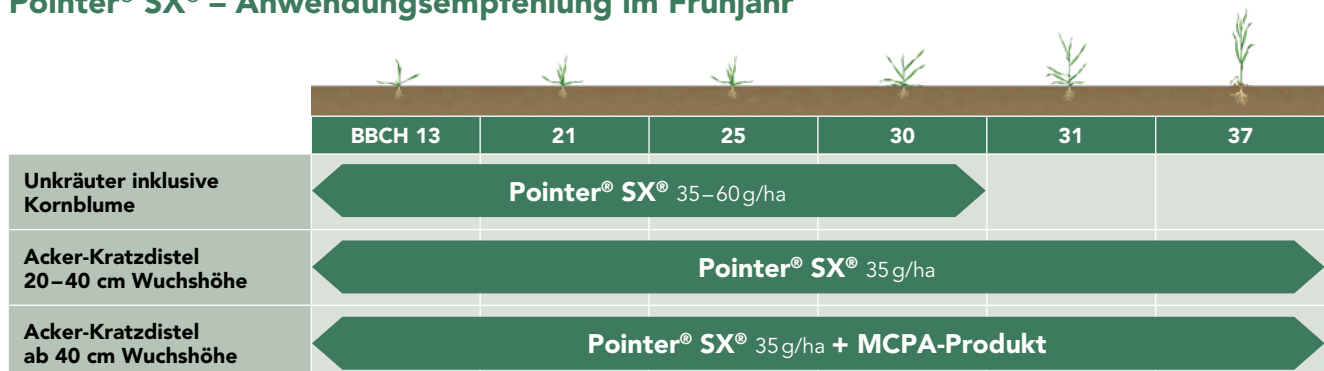 Pointer® SX® – Anwendungsempfehlung im Frühjahr
BBCH 13 21 25 30 31 37
Unkräuter inklusive
Kornblume
Pointer® SX® 35–60 g/ha
Acker-Kratzdistel
20–40 cm Wuchshöhe
Pointer® SX® 35 g/ha
Acker-Kratzdistel
ab 40 cm Wuchshöhe
Pointer® SX® 35 g/ha + MCPA-Produkt